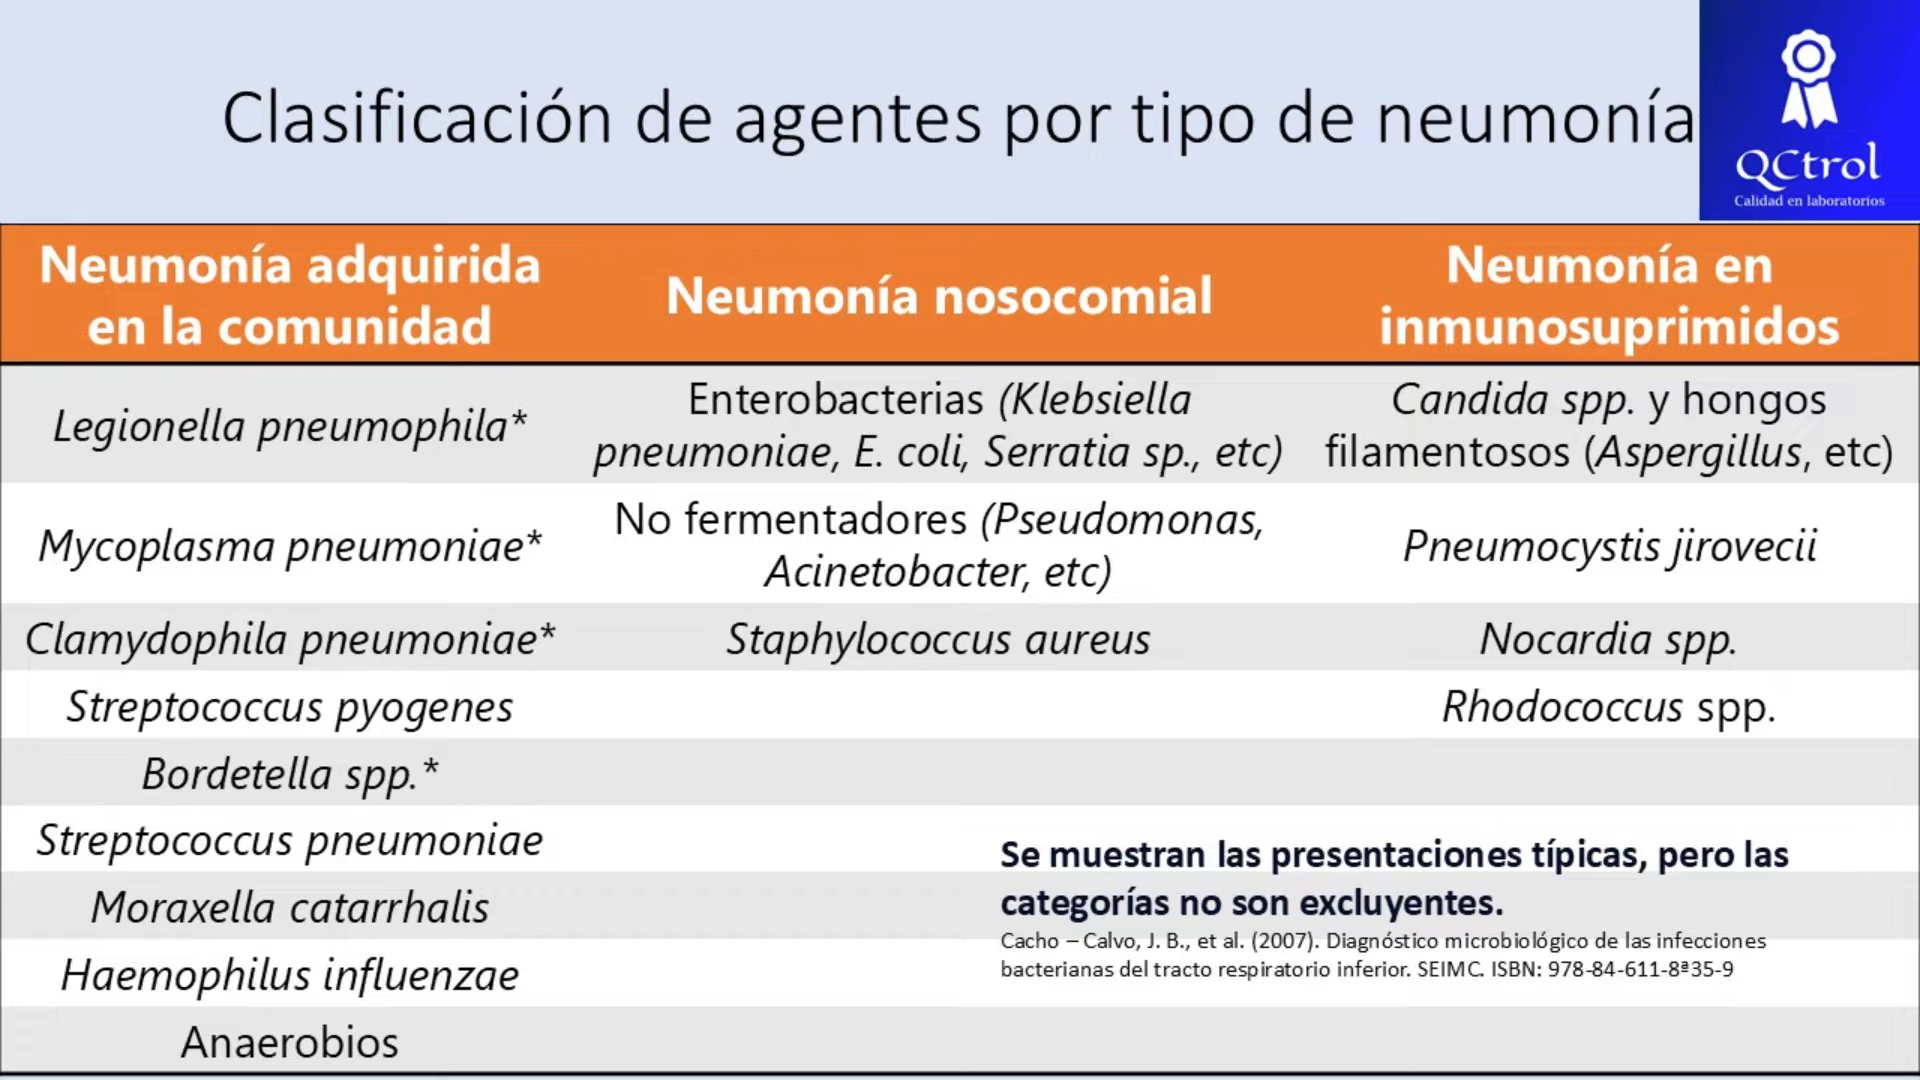 Clasificación de agentes por tipo de neumonía
QCtrol
Calidad en laboratorios
Neumonía adquirida
en la comunidad
Neumonía nosocomial
Neumonía en
inmunosuprimidos
Legionella pneumophila*
Enterobacterias (Klebsiella
pneumoniae, E. coli, Serratia sp., etc)
Candida spp. y hongos
filamentosos (Aspergillus, etc)
Mycoplasma pneumoniae*
No fermentadores (Pseudomonas,
Acinetobacter, etc)
Pneumocystis jirovecii
Clamydophila pneumoniae*
Staphylococcus aureus
Nocardia spp.
Streptococcus pyogenes
Rhodococcus spp.
Bordetella spp.*
Streptococcus pneumoniae
Moraxella catarrhalis
Haemophilus influenzae
Anaerobios
Se muestran las presentaciones típicas, pero las
categorías no son excluyentes.
Cacho – Calvo, J. B., et al. (2007). Diagnóstico microbiológico de las infecciones
bacterianas del tracto respiratorio inferior. SEIMC. ISBN: 978-84-611-8ª35-9